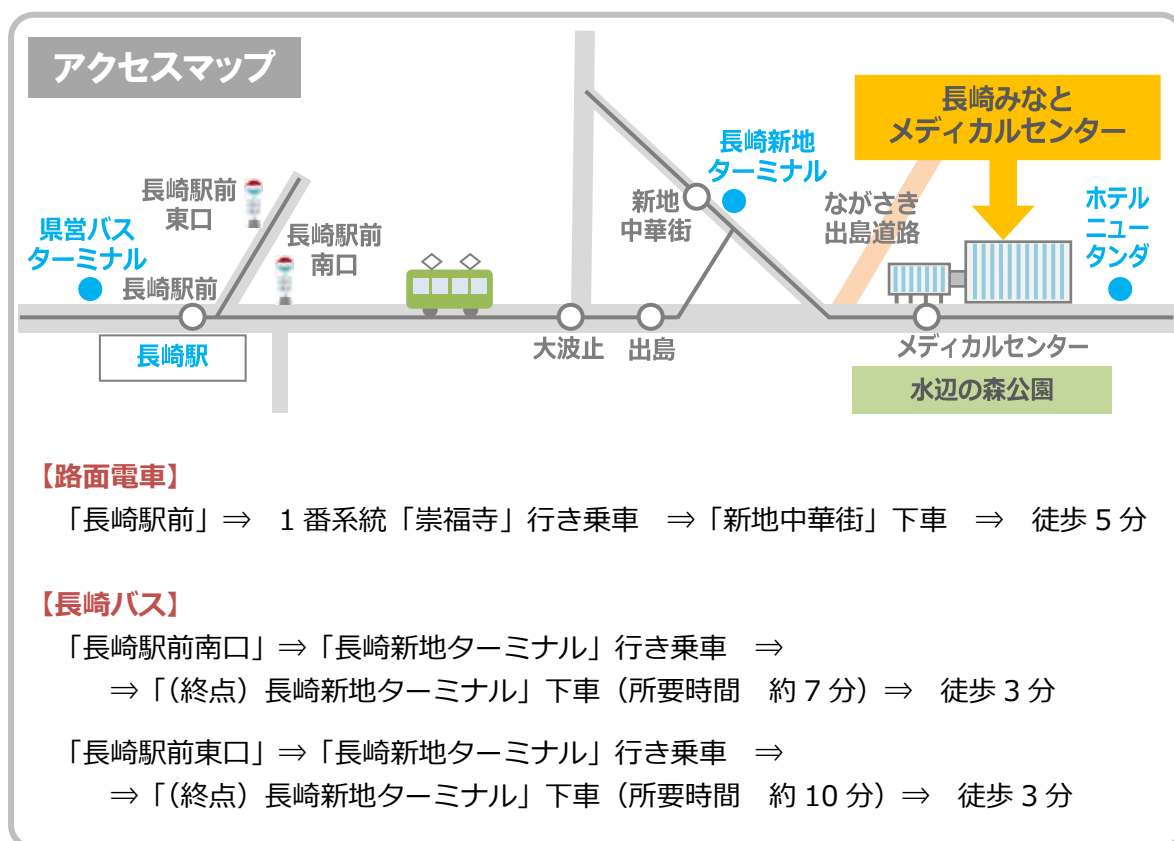 アクセスマップ
長崎みなと
メディカルセンター
長崎新地
ターミナル
長崎駅前
東口
新地
中華街
ながさき
出島道路
ホテル
ニュー
タンダ
県営バス
ターミナル
長崎駅前
南口
長崎駅前
長崎駅
大波止
出島
メディカルセンター
水辺の森公園
【路面電車】
「長崎駅前」⇒　1番系統「崇福寺」行き乗車　⇒「新地中華街」下車　⇒　徒歩5分
【長崎バス】
「長崎駅前南口」⇒「長崎新地ターミナル」行き乗車　⇒
⇒「（終点）長崎新地ターミナル」下車（所要時間　約7分）⇒　徒歩3分
「長崎駅前東口」⇒「長崎新地ターミナル」行き乗車　⇒
⇒「（終点）長崎新地ターミナル」下車（所要時間　約10分）⇒　徒歩3分